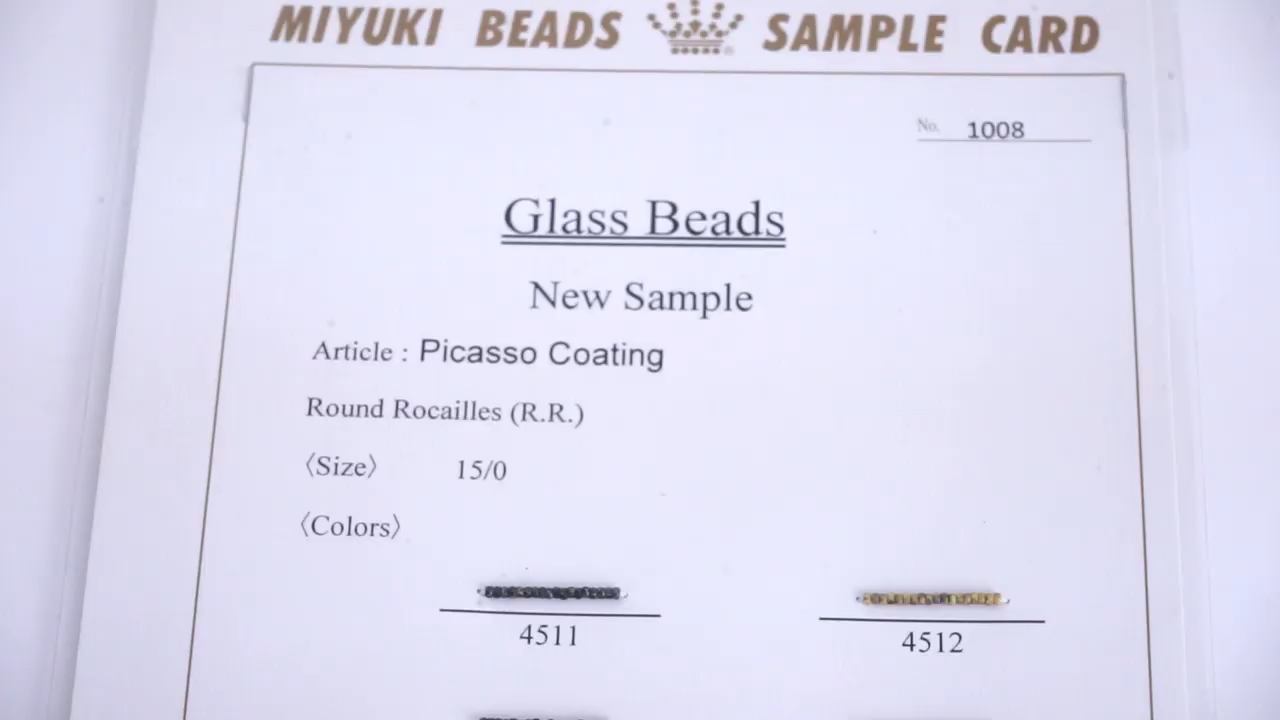 MIYUKI BEADS SAMPLE CARD
No. 1008
Glass Beads
New Sample
Article : Picasso Coating
Round Rocailles (R.R.)
〈Size〉 15/0
〈Colors〉
4511 4512